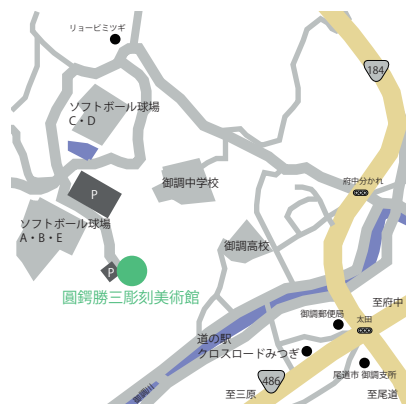 リョービミツギ
184
ソフトボール球場
C・D
府中分かれ
御調中学校
P
ソフトボール球場
A・B・E
御調高校
P
圓鍔勝三彫刻美術館
至府中
御調郵便局
太田
道の駅
クロスロードみつぎ
尾道市 御調支所
486
御調川
至三原
至尾道